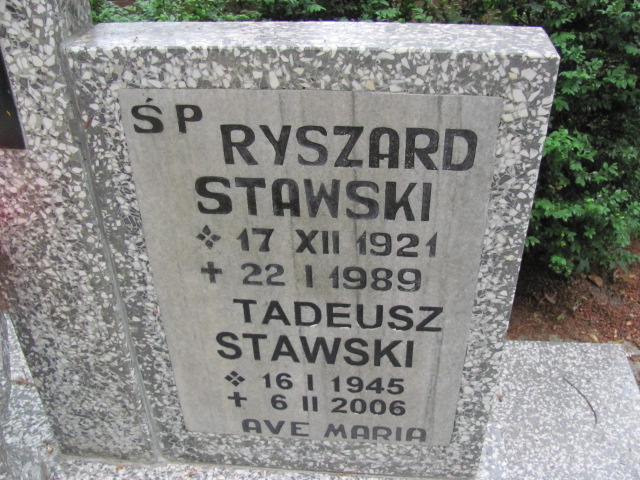 ŚP RYSZARD
STAWSKI
17 XII 1921
22 I 1989
TADEUSZ
STAWSKI
16 I 1945
6 II 2006
AVE MARIA